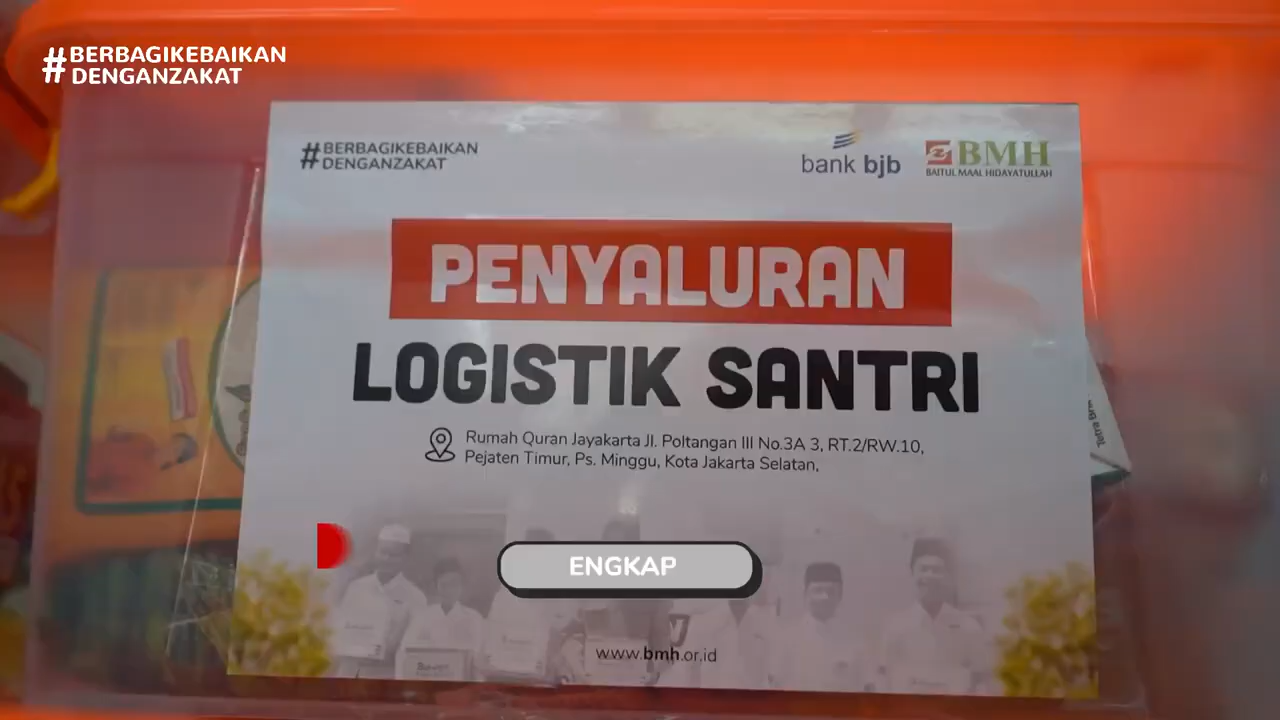 #BERBAGIKEBAIKAN
DENGANZAKAT
#BERBAGIKEBAIKAN
DENGANZAKAT
bank bjb
BMH
BAITUL MAAL HIDAYATULLAH
PENYALURAN
LOGISTIK SANTRI
Rumah Quran Jayakarta Jl. Poltangan III No.3A 3, RT.2/RW.10,
Pejaten Timur, Ps. Minggu, Kota Jakarta Selatan,
ENGKAP
www.bmh.or.id
Tetra Brik